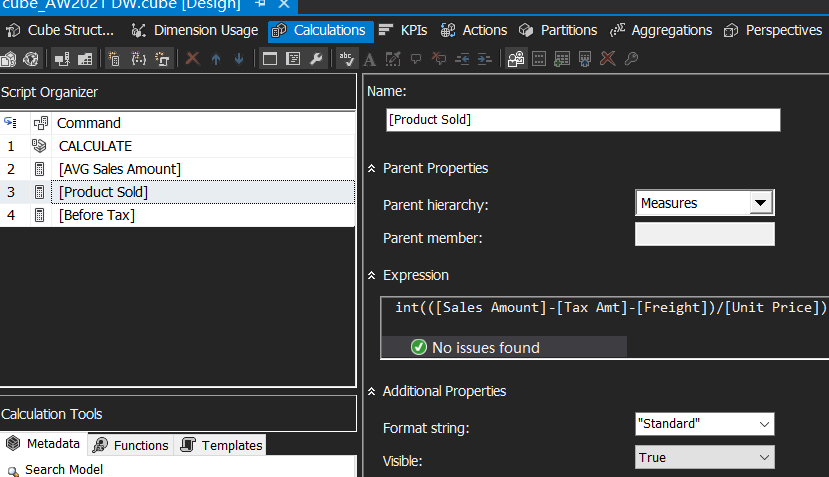 cube_AW2021 DW.cube [Design]
Cube Struct... Dimension Usage Calculations KPIs Actions Partitions Aggregations Perspectives
Script Organizer
Command
1 CALCULATE
2 [AVG Sales Amount]
3 [Product Sold]
4 [Before Tax]
Calculation Tools
Metadata Functions Templates
Search Model
Name:
[Product Sold]
Parent Properties
Parent hierarchy: Measures
Parent member:
Expression
int(([Sales Amount]-[Tax Amt]-[Freight])/[Unit Price])
No issues found
Additional Properties
Format string: "Standard"
Visible: True